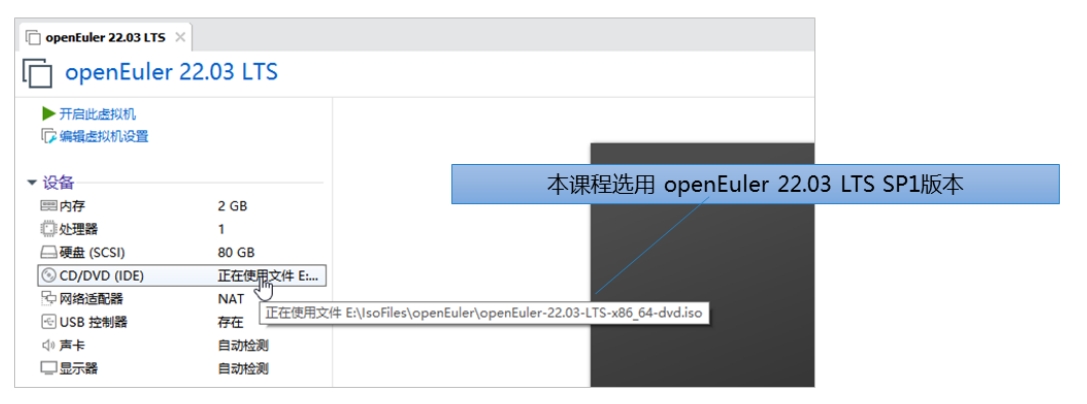 openEuler 22.03 LTS
openEuler 22.03 LTS
开启此虚拟机
编辑虚拟机设置
设备
内存 2 GB
处理器 1
硬盘 (SCSI) 80 GB
CD/DVD (IDE) 正在使用文件 E:...
网络适配器 NAT
正在使用文件 E:\IsoFiles\openEuler\openEuler-22.03-LTS-x86_64-dvd.iso
USB 控制器 存在
声卡 自动检测
显示器 自动检测
本课程选用 openEuler 22.03 LTS SP1版本